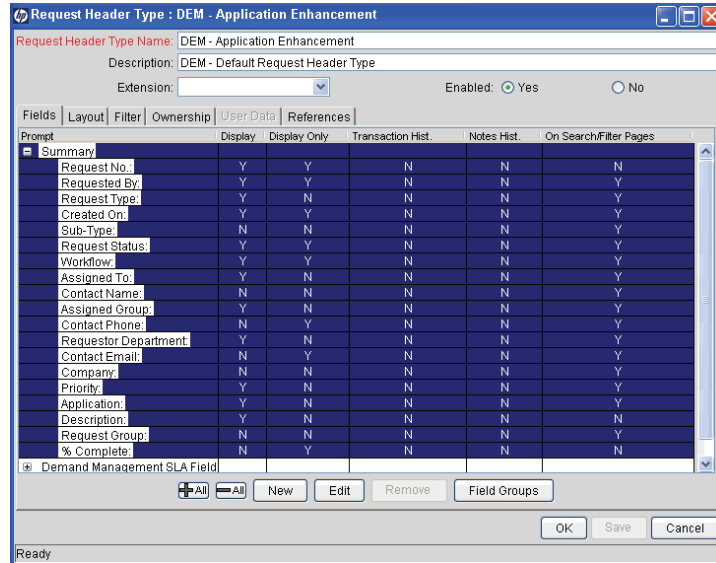 hp Request Header Type : DEM - Application Enhancement
Request Header Type Name: DEM - Application Enhancement
Description: DEM - Default Request Header Type
Extension: Enabled: Yes No
Fields Layout Filter Ownership User Data References
Prompt Display Display Only Transaction Hist. Notes Hist. On Search/Filter Pages
Summary
Request No.: Y Y N N N
Requested By: Y Y N N Y
Request Type: Y N N N Y
Created On: Y Y N N Y
Sub-Type: N N N N Y
Request Status: Y Y N N Y
Workflow: Y Y N N Y
Assigned To: Y N N N Y
Contact Name: N N N N Y
Assigned Group: Y N N N Y
Contact Phone: N Y N N Y
Requestor Department: Y N N N Y
Contact Email: N Y N N Y
Company: N N N N Y
Priority: Y N N N Y
Application: Y N N N Y
Description: Y N N N N
Request Group: N N N N Y
% Complete: N Y N N N
Demand Management SLA Field
All All New Edit Remove Field Groups
OK Save Cancel
Ready